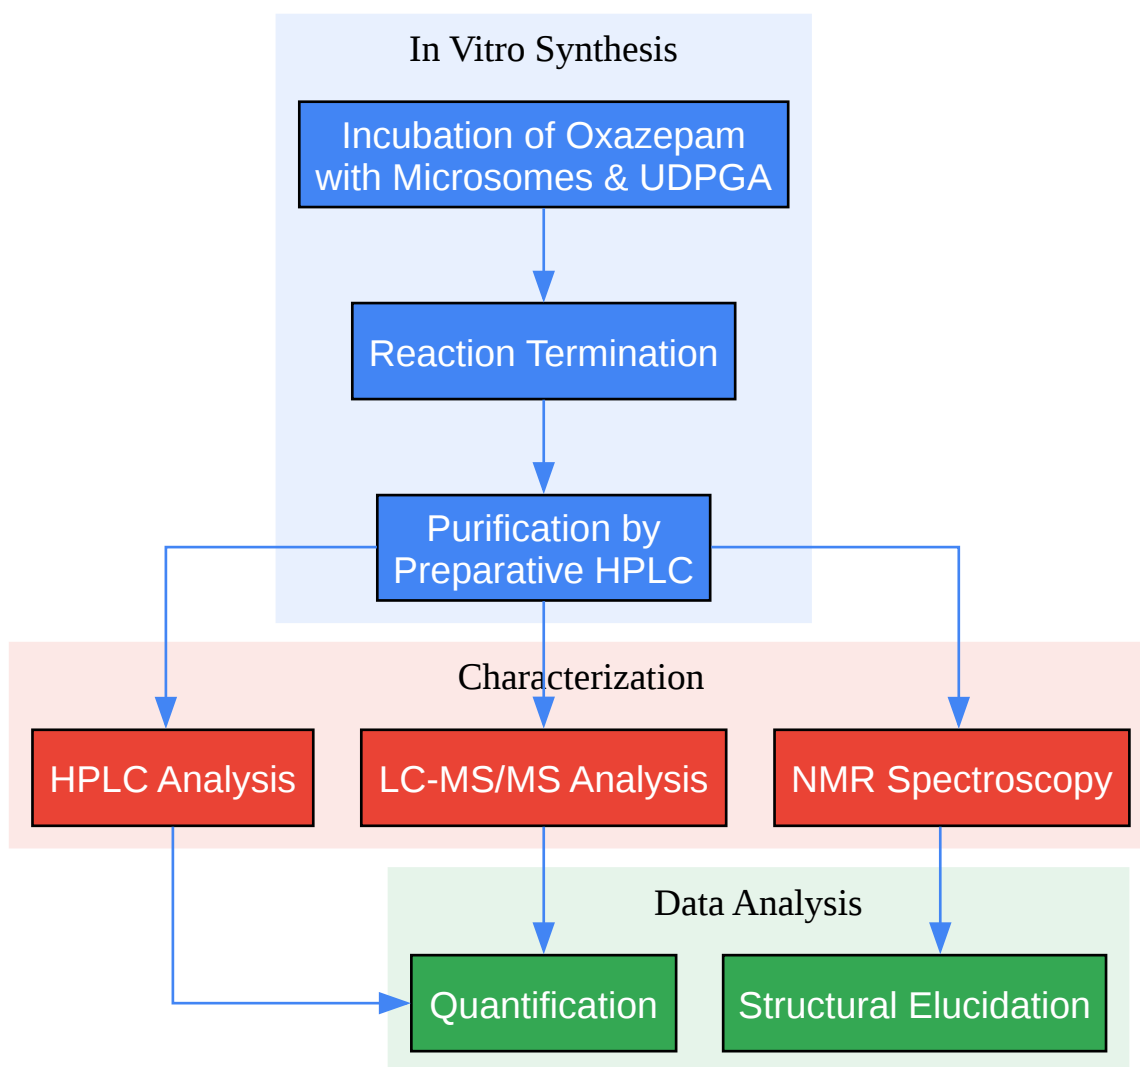 In Vitro Synthesis
Incubation of Oxazepam
with Microsomes & UDPGA
Reaction Termination
Purification by
Preparative HPLC
Characterization
HPLC Analysis
LC-MS/MS Analysis
NMR Spectroscopy
Data Analysis
Quantification
Structural Elucidation